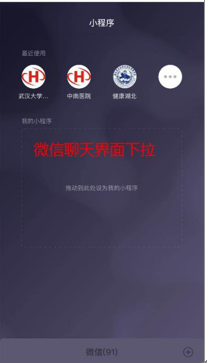 小程序
最近使用
武汉大学...
中南医院
健康湖北
我的小程序
微信聊天界面下拉
拖动到此处设为我的小程序
微信(91)